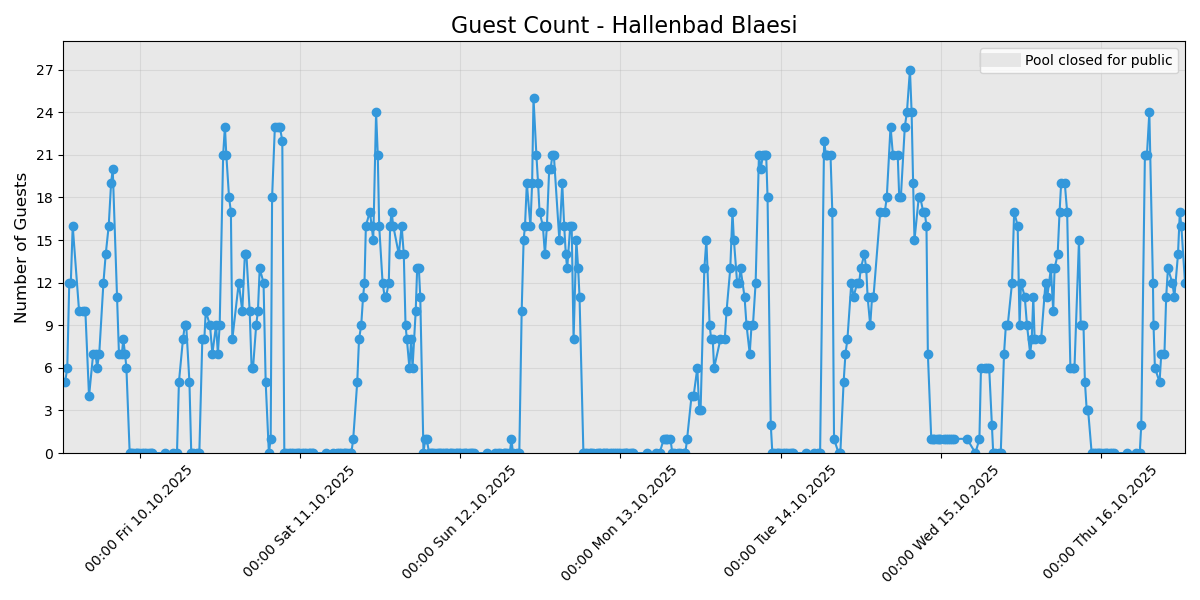 Guest Count - Hallenbad Blaesi
Pool closed for public
Number of Guests
27
24
21
18
15
12
9
6
3
0
00:00 Fri 10.10.2025
00:00 Sat 11.10.2025
00:00 Sun 12.10.2025
00:00 Mon 13.10.2025
00:00 Tue 14.10.2025
00:00 Wed 15.10.2025
00:00 Thu 16.10.2025